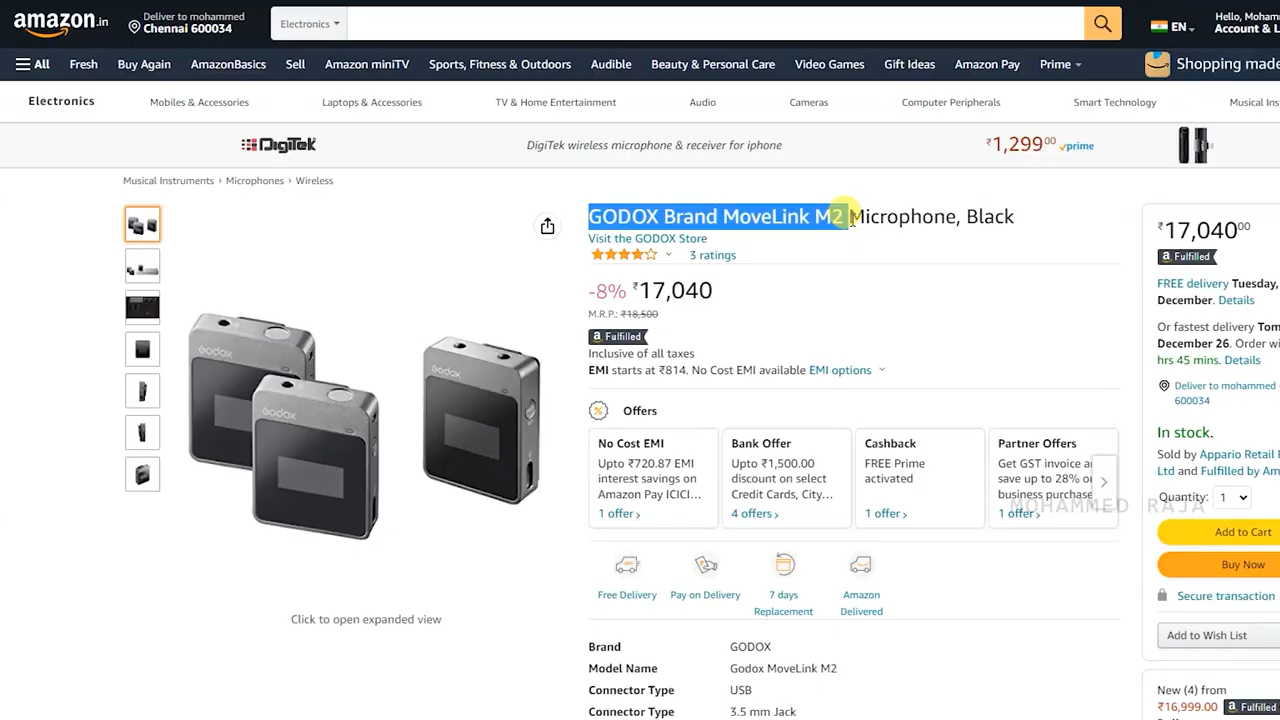 amazon.in
Deliver to mohammed
Chennai 600034
Electronics
EN
Hello, Moham
Account & L
All
Fresh
Buy Again
AmazonBasics
Sell
Amazon miniTV
Sports, Fitness & Outdoors
Audible
Beauty & Personal Care
Video Games
Gift Ideas
Amazon Pay
Prime
Shopping made
Electronics
Mobiles & Accessories
Laptops & Accessories
TV & Home Entertainment
Audio
Cameras
Computer Peripherals
Smart Technology
Musical Ins
DigiTek
DigiTek wireless microphone & receiver for iphone
₹1,29900
prime
Musical Instruments › Microphones › Wireless
GODOX Brand MoveLink M2 Microphone, Black
Visit the GODOX Store
3 ratings
-8% ₹17,040
M.R.P.: ₹18,500
a Fulfilled
Inclusive of all taxes
EMI starts at ₹814. No Cost EMI available EMI options
Offers
No Cost EMI
Upto ₹720.87 EMI
interest savings on
Amazon Pay ICICI...
1 offer ›
Bank Offer
Upto ₹1,500.00
discount on select
Credit Cards, City...
4 offers ›
Cashback
FREE Prime
activated
1 offer ›
Partner Offers
Get GST invoice a
save up to 28% o
business purchase
1 offer ›
MOHAMMED RAJA
Free Delivery
Pay on Delivery
7 days
Replacement
Amazon
Delivered
Brand GODOX
Model Name Godox MoveLink M2
Connector Type USB
Connector Type 3.5 mm Jack
Godox
Godox
Godox
Click to open expanded view
₹17,04000
a Fulfilled
FREE delivery Tuesday,
December. Details
Or fastest delivery Tom
December 26. Order w
hrs 45 mins. Details
Deliver to mohammed -
600034
In stock.
Sold by Appario Retail
Ltd and Fulfilled by Am
Quantity: 1
Add to Cart
Buy Now
Secure transaction
Add to Wish List
New (4) from
₹16,999.00 a Fulfilled